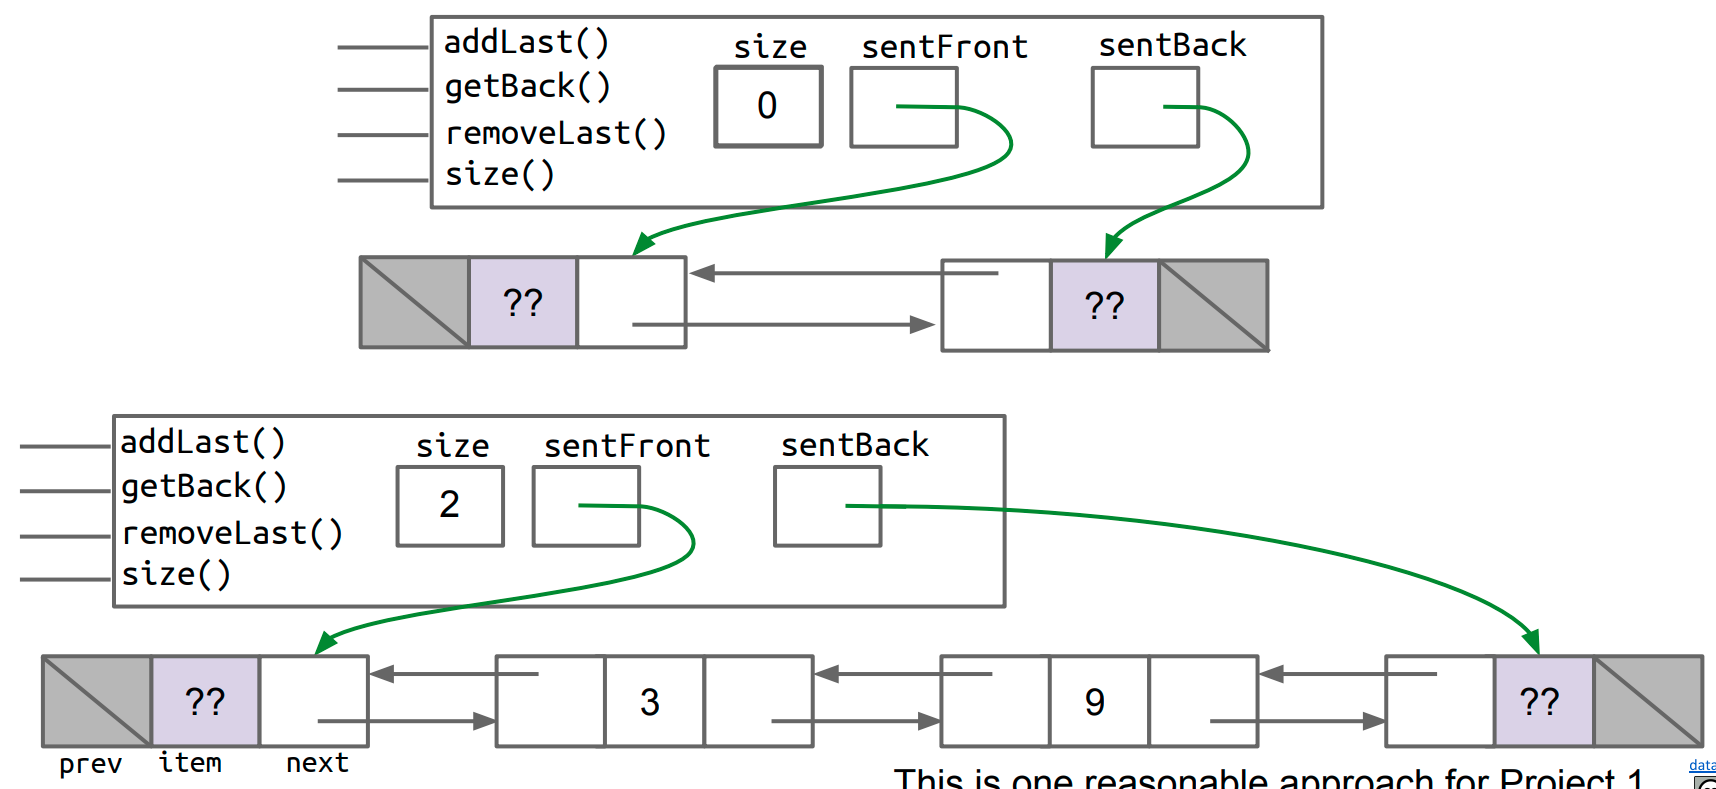 addLast()
getBack()
removeLast()
size()
size
sentFront
sentBack
0
??
??
addLast()
getBack()
removeLast()
size()
size
sentFront
sentBack
2
??
3
9
??
prev
item
next
This is one reasonable approach for Project 1
data